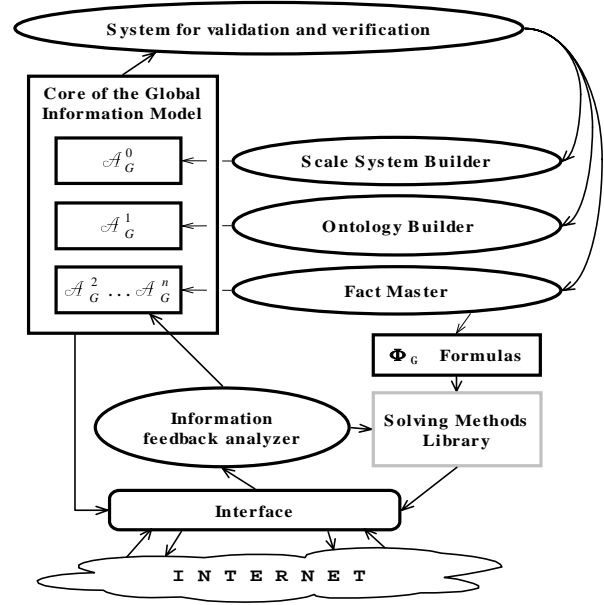 System for validation and verification
Core of the Global
Information Model
𝒜 0 G
Scale System Builder
𝒜 1 G
Ontology Builder
𝒜 2 G ... 𝒜 n G
Fact Master
Φ G Formulas
Information
feedback analyzer
Solving Methods
Library
Interface
INTERNET